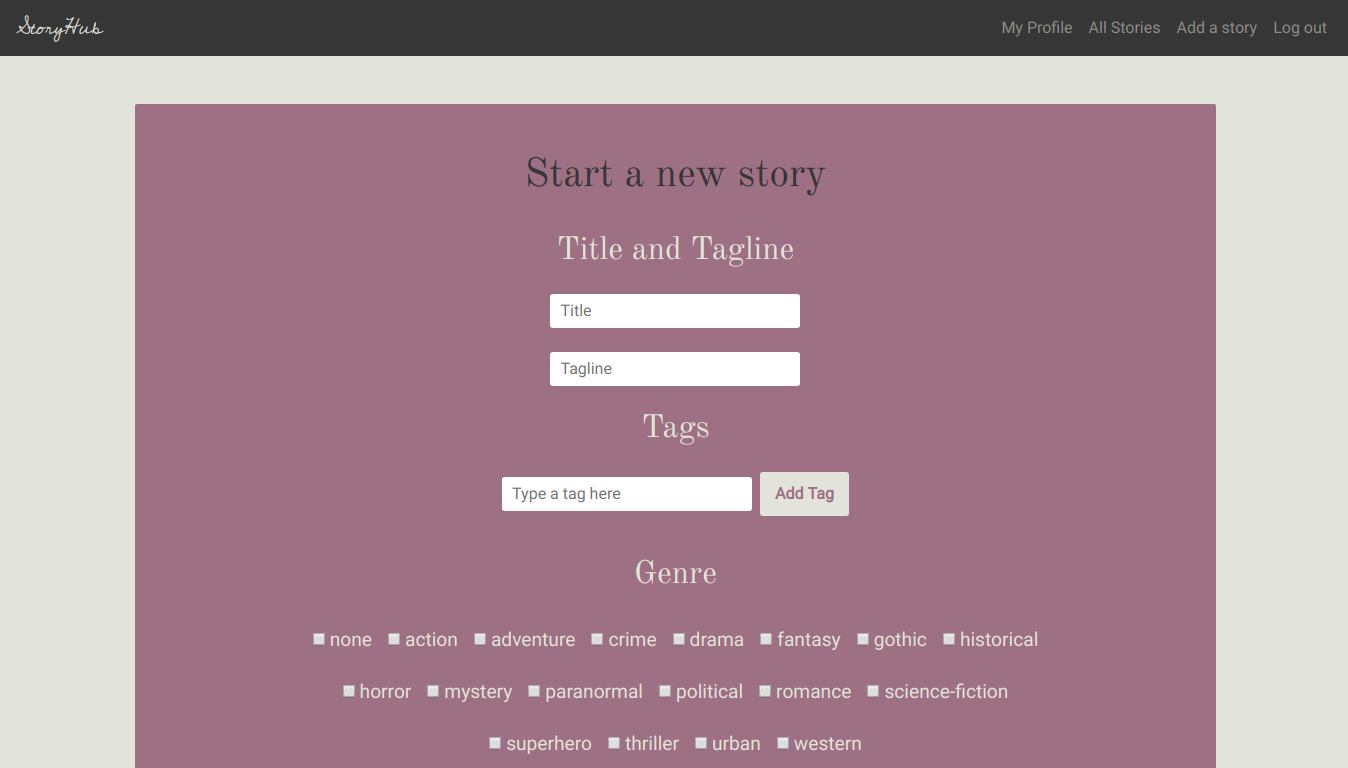 StoryHub My Profile All Stories Add a story Log out
Start a new story
Title and Tagline
Title
Tagline
Tags
Type a tag here Add Tag
Genre
none action adventure crime drama fantasy gothic historical
horror mystery paranormal political romance science-fiction
superhero thriller urban western